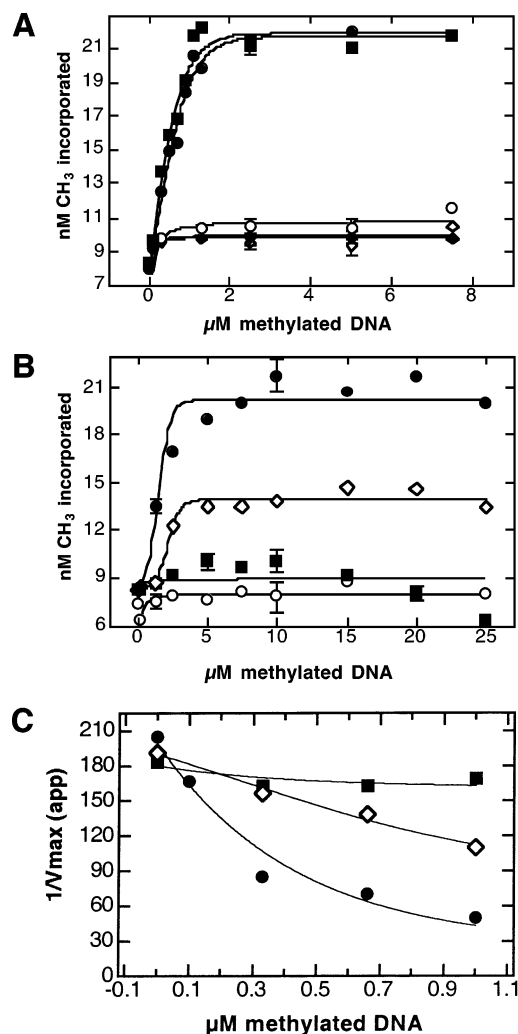 A
21
19
17
15
13
11
9
7
nM CH3 incorporated
0 2 4 6 8
µM methylated DNA
B
21
18
15
12
9
6
nM CH3 incorporated
0 5 10 15 20 25
µM methylated DNA
C
210
180
150
120
90
60
30
0
1/Vmax (app)
-0.1 0.1 0.3 0.5 0.7 0.9 1.1
µM methylated DNA